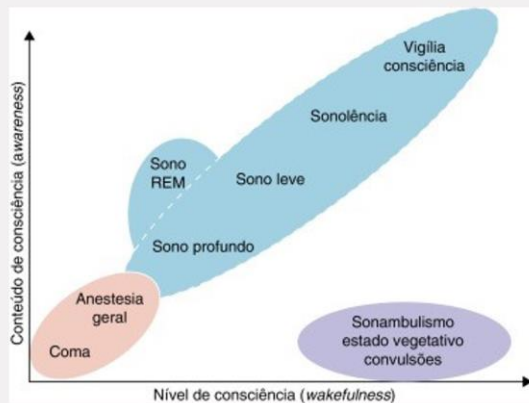 Conteúdo de consciência (awareness)
Vigília
consciência
Sonolência
Sono
REM
Sono leve
Sono profundo
Anestesia
geral
Coma
Sonambulismo
estado vegetativo
convulsões
Nível de consciência (wakefulness)